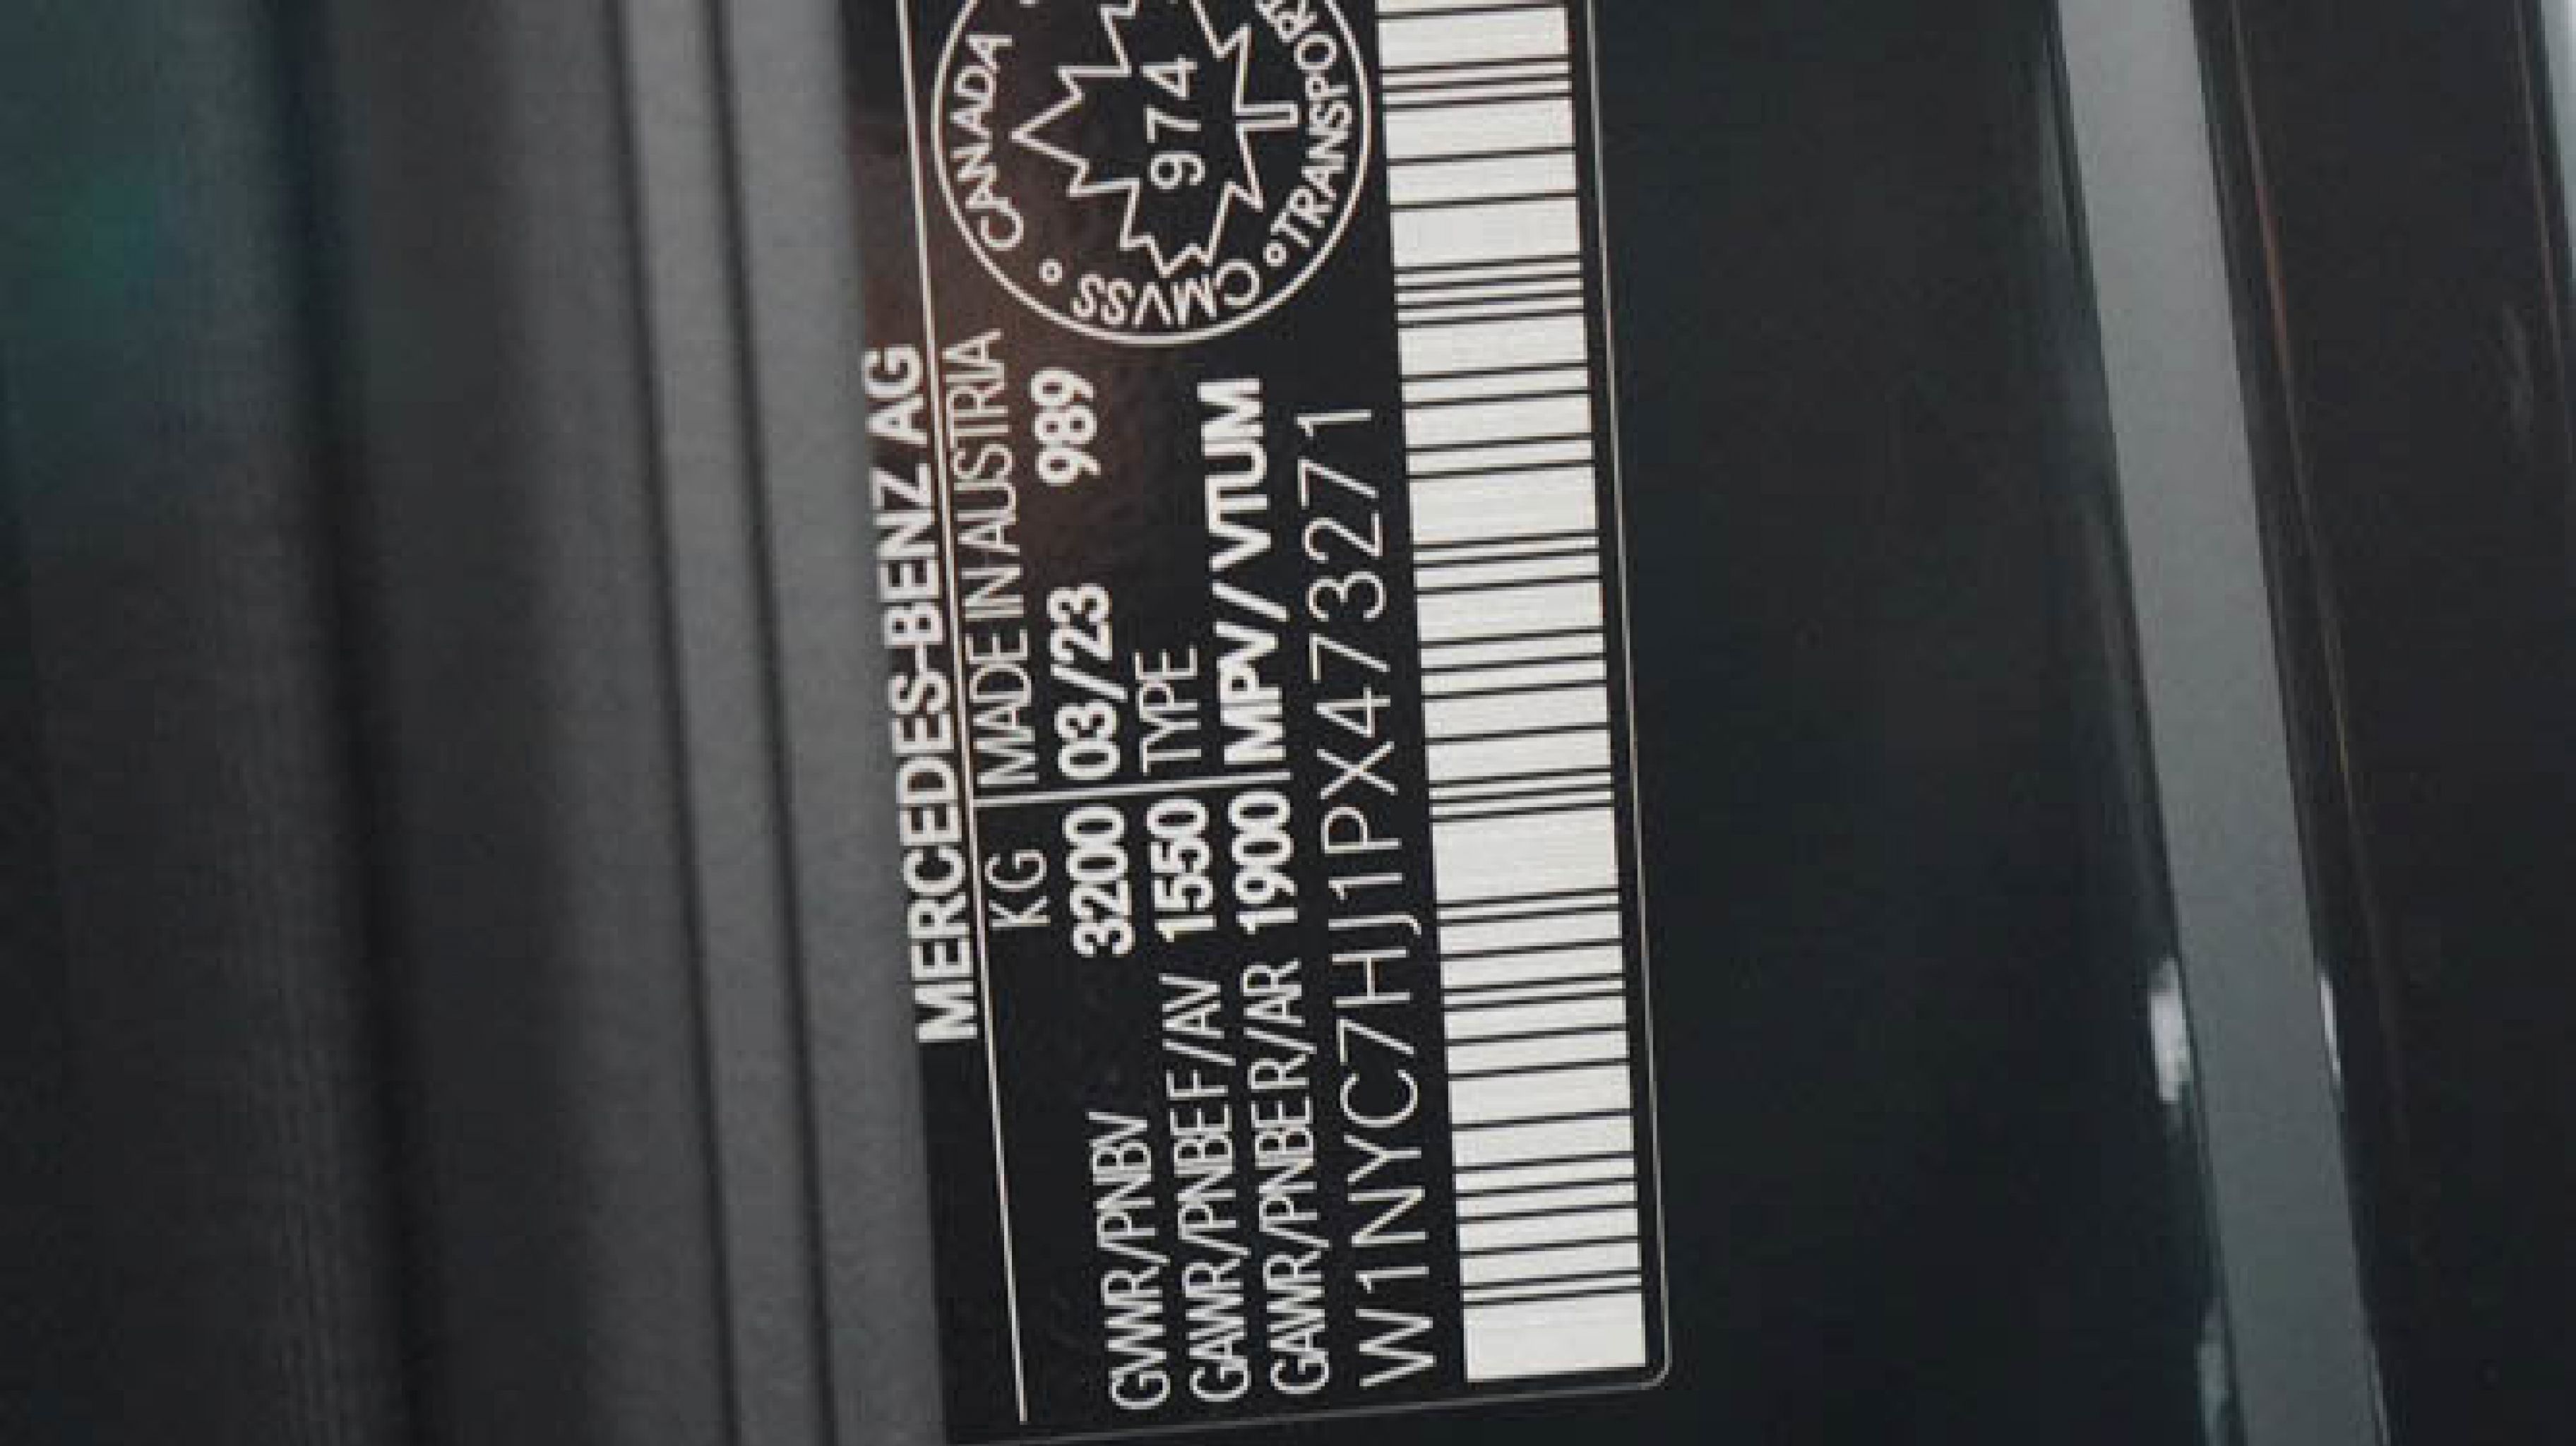 MERCEDES-BENZ AG
KG MADE IN AUSTRIA
GVWR/PNBV 3200 03/23 989
GAWR/PNBE F/AV 1550 TYPE
GAWR/PNBE R/AR 1900 MPV/VTUM
W1NYC7HJ1PX473271
CANADA
974
CMVSS
TRANSPORT